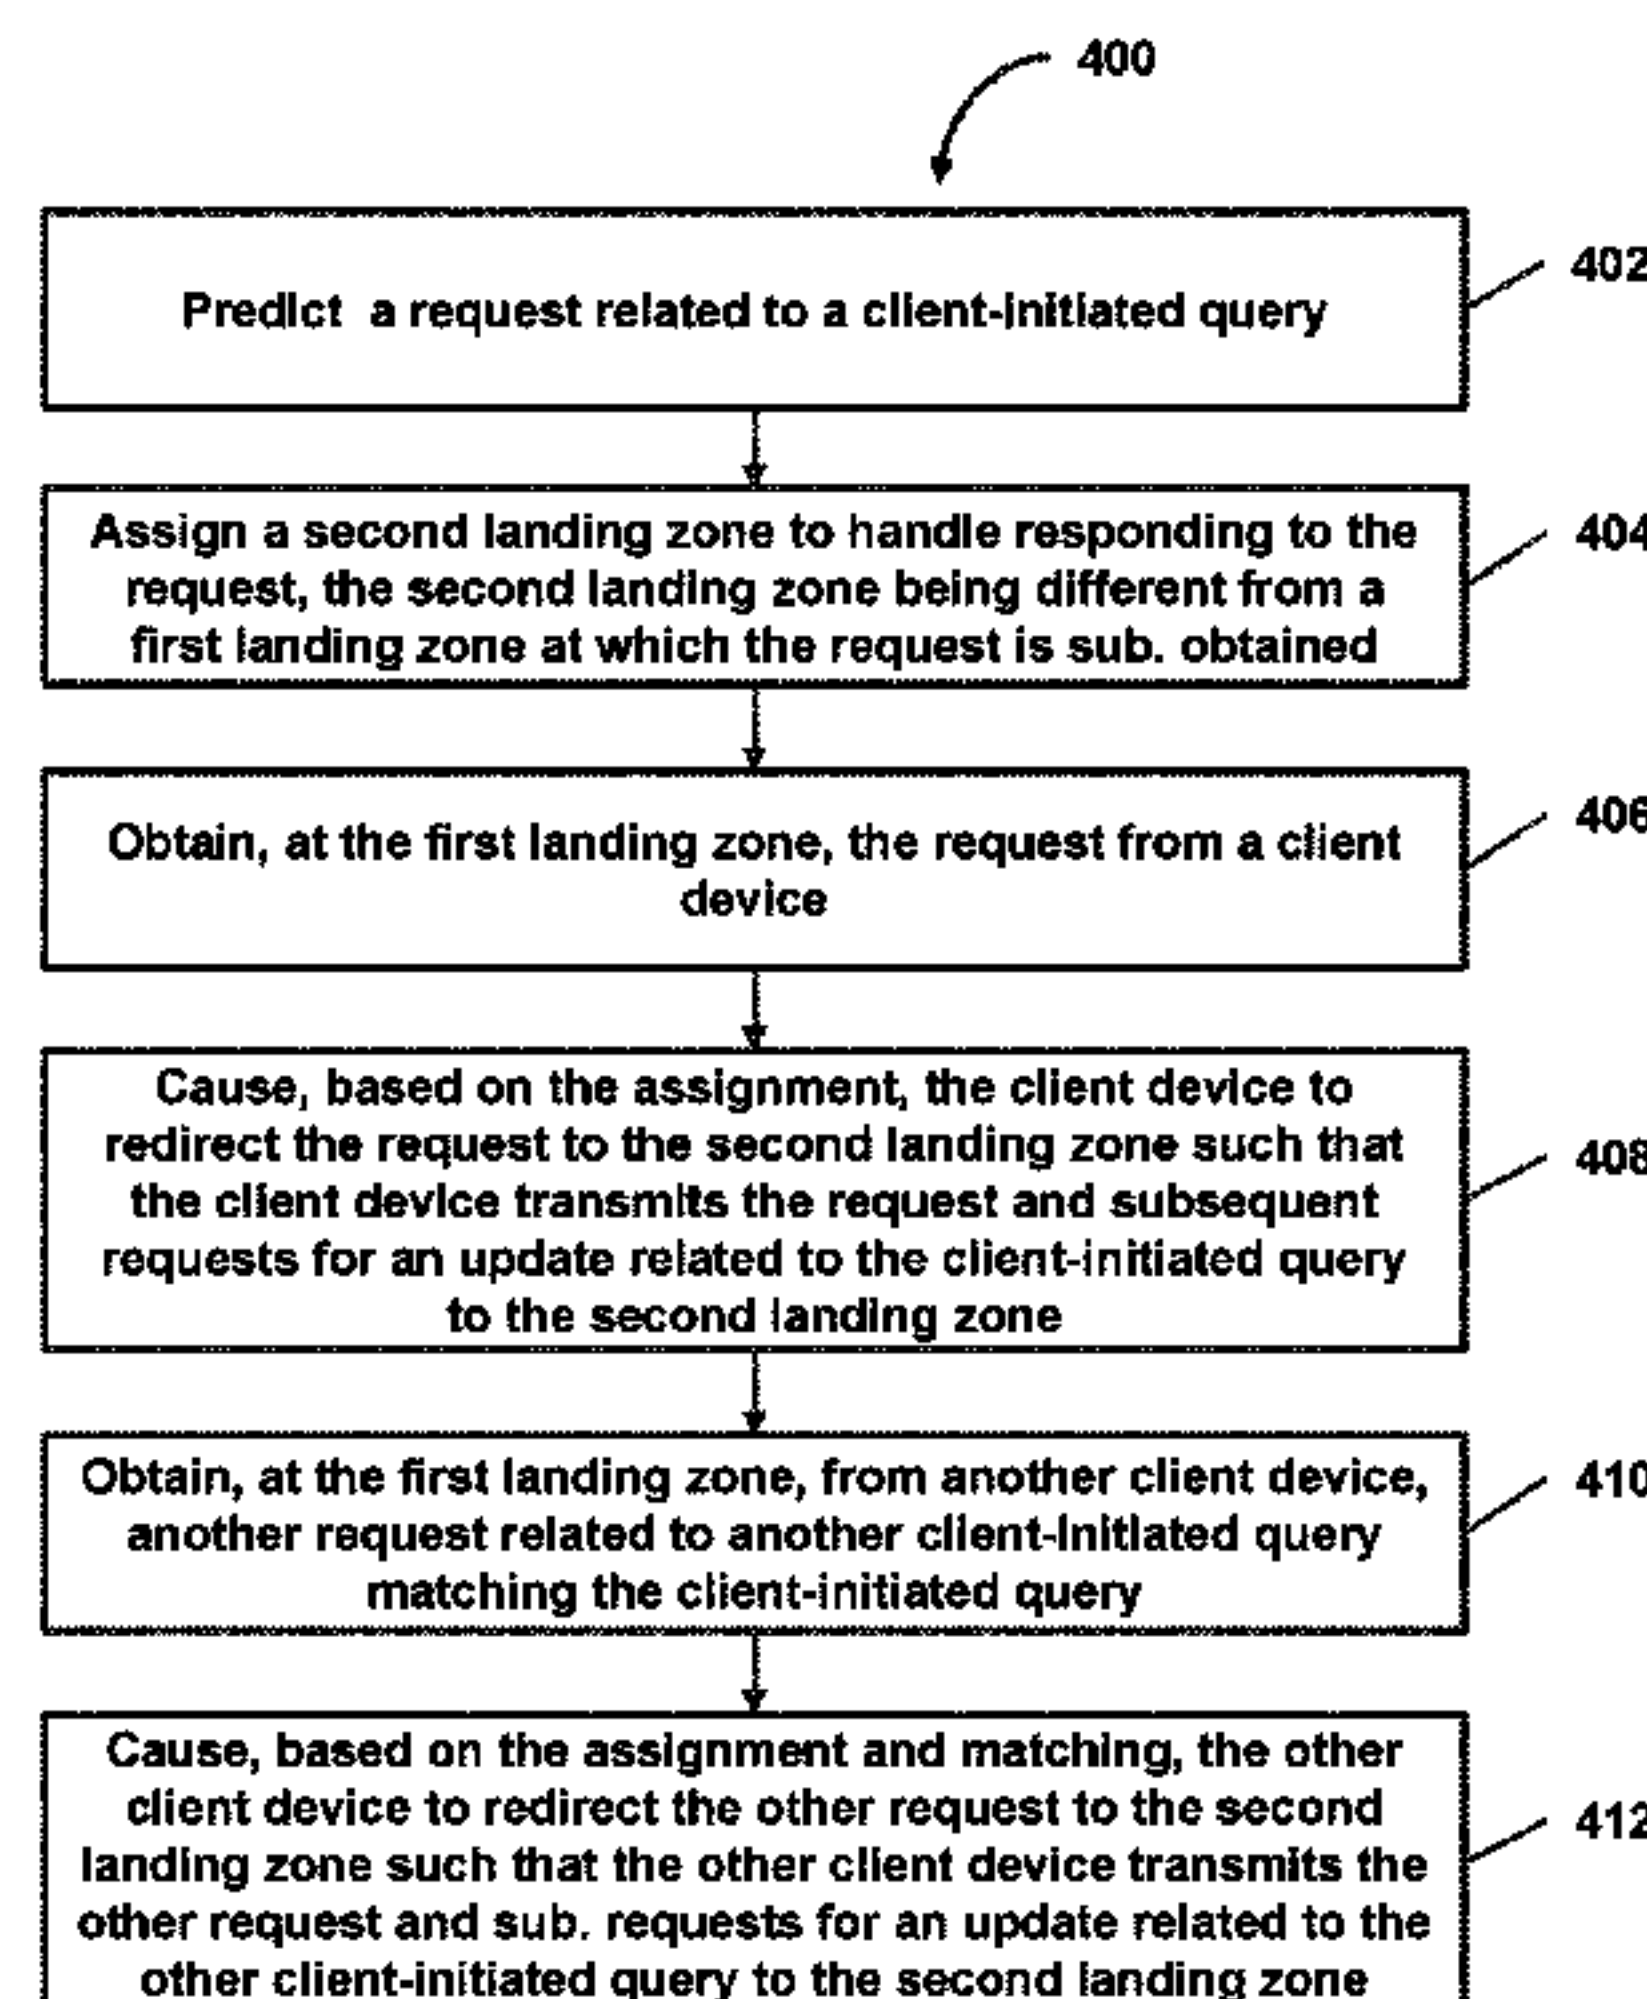 400
Predict a request related to a client-initiated query
402
Assign a second landing zone to handle responding to the
request, the second landing zone being different from a
first landing zone at which the request is sub. obtained
404
Obtain, at the first landing zone, the request from a client
device
406
Cause, based on the assignment, the client device to
redirect the request to the second landing zone such that
the client device transmits the request and subsequent
requests for an update related to the client-initiated query
to the second landing zone
408
Obtain, at the first landing zone, from another client device,
another request related to another client-initiated query
matching the client-initiated query
410
Cause, based on the assignment and matching, the other
client device to redirect the other request to the second
landing zone such that the other client device transmits the
other request and sub. requests for an update related to the
other client-initiated query to the second landing zone
412